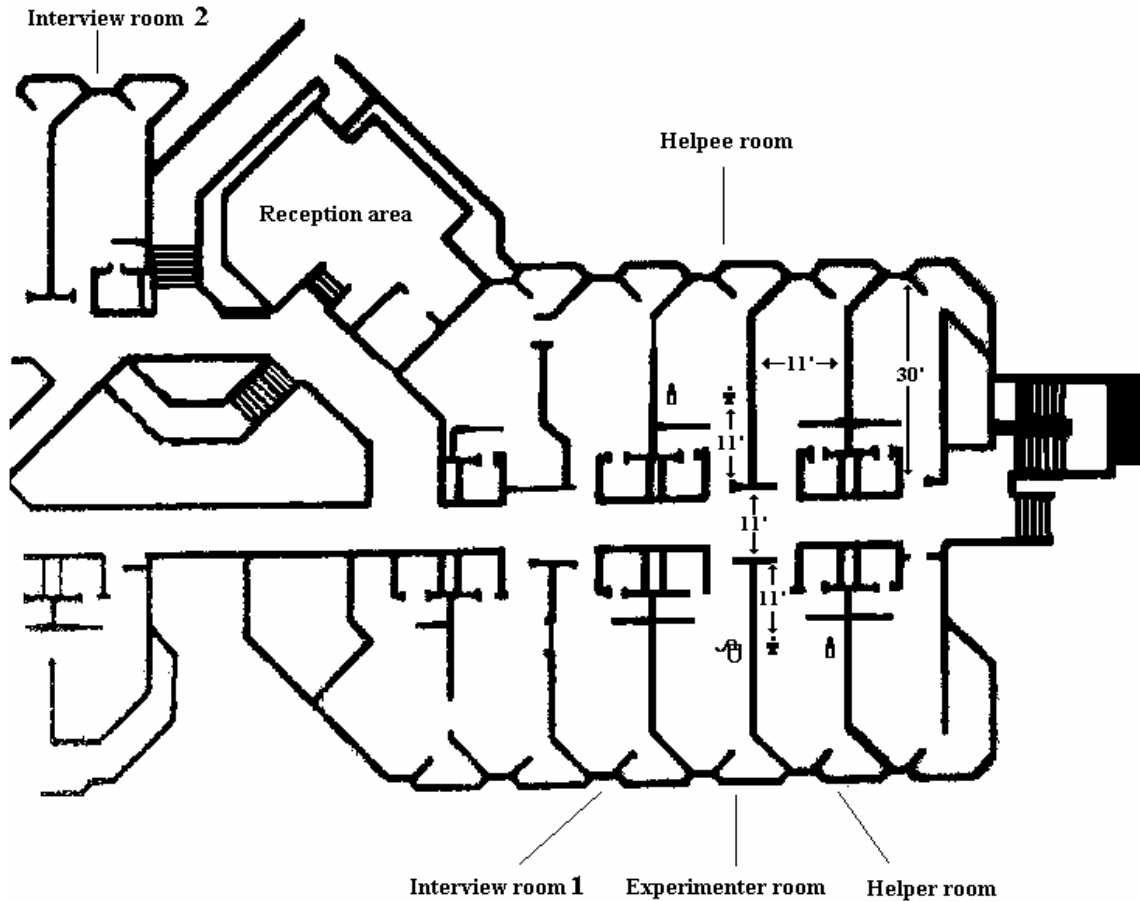 Interview room 2
Helpee room
Reception area
11'
30'
11'
11'
11'
Interview room 1
Experimenter room
Helper room